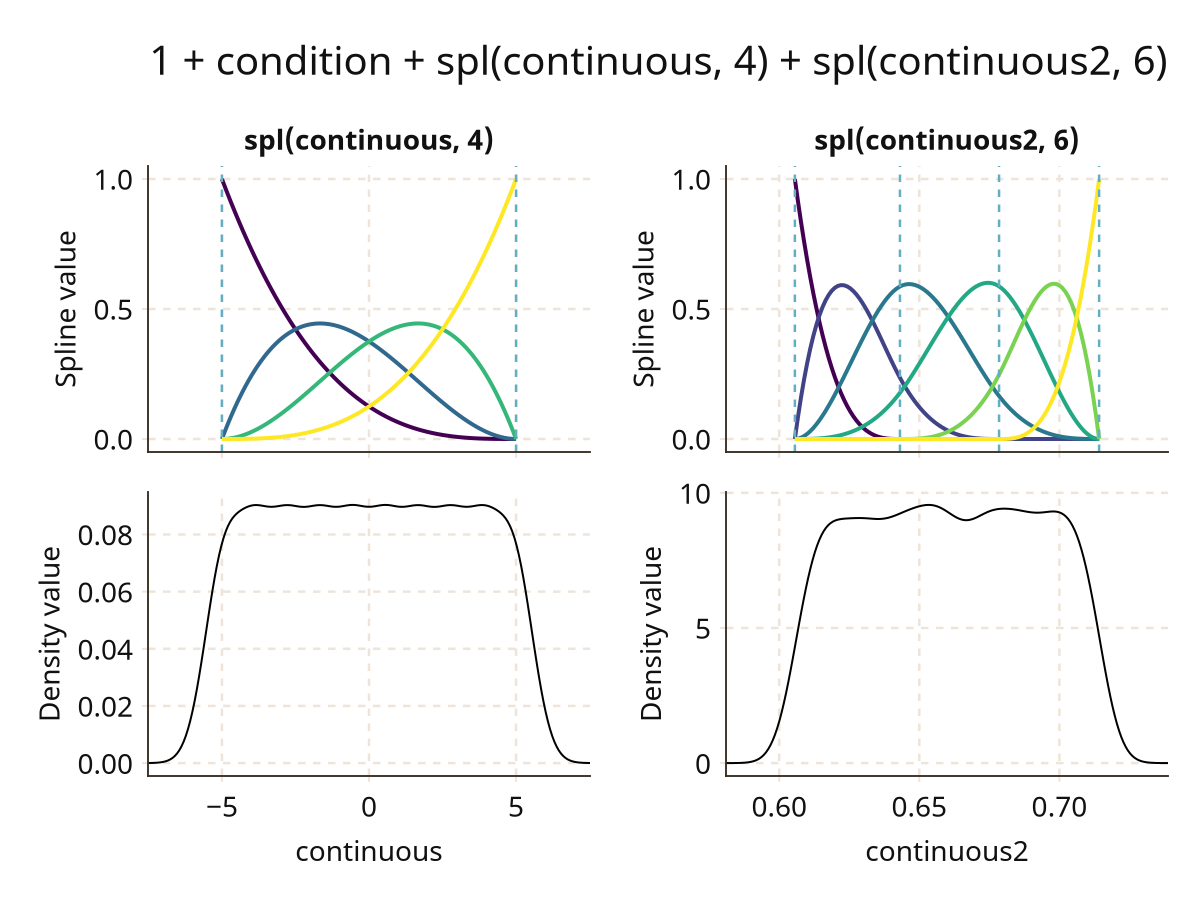 1 + condition + spl(continuous, 4) + spl(continuous2, 6)
spl(continuous, 4)
Spline value
1.0
0.5
0.0
spl(continuous2, 6)
Spline value
1.0
0.5
0.0
Density value
0.08
0.06
0.04
0.02
0.00
−5
0
5
continuous
Density value
10
5
0
0.60
0.65
0.70
continuous2